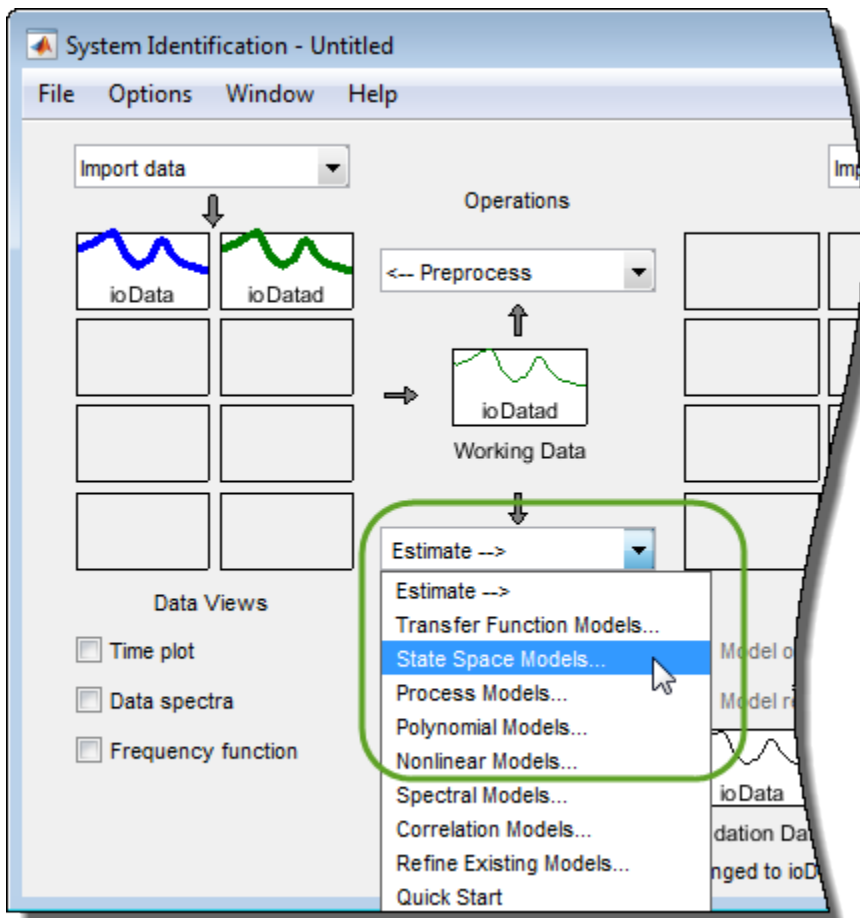 System Identification - Untitled
File Options Window Help
Import data
Operations
ioData
ioDatad
<-- Preprocess
ioDatad
Working Data
Estimate -->
Estimate -->
Transfer Function Models...
State Space Models...
Process Models...
Polynomial Models...
Nonlinear Models...
Spectral Models...
Correlation Models...
Refine Existing Models...
Quick Start
Data Views
Time plot
Data spectra
Frequency function
Model
Model
ioData